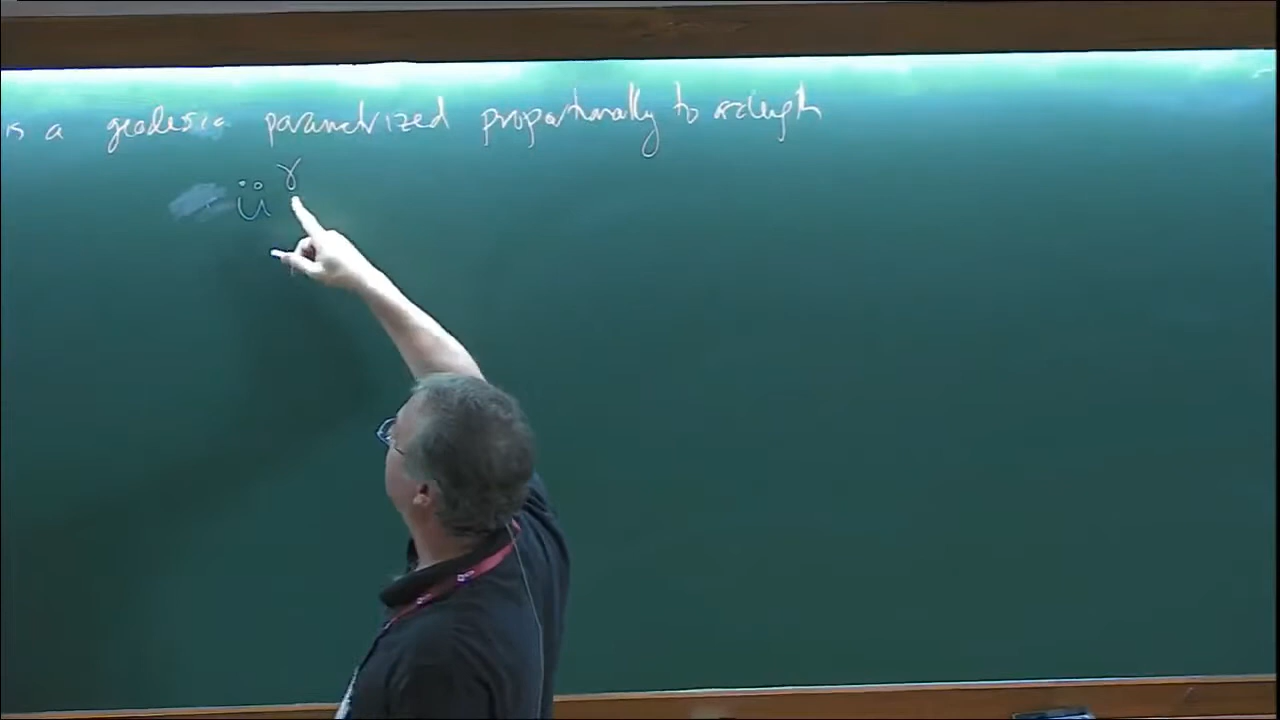 is a geodesic parametrized proportionally to arclength
ü^γ